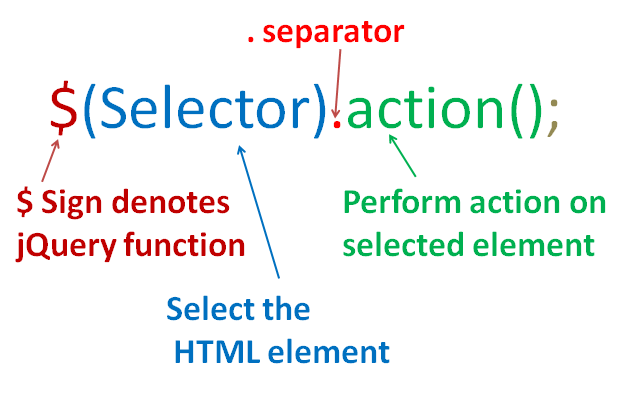 . separator
$(Selector).action();
$ Sign denotes
jQuery function
Perform action on
selected element
Select the
HTML element